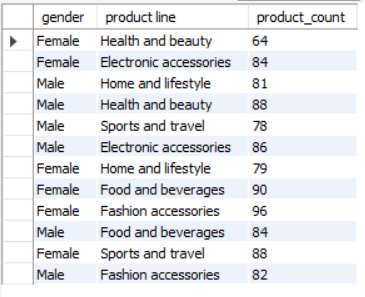 gender product line product_count
Female Health and beauty 64
Female Electronic accessories 84
Male Home and lifestyle 81
Male Health and beauty 88
Male Sports and travel 78
Male Electronic accessories 86
Female Home and lifestyle 79
Female Food and beverages 90
Female Fashion accessories 96
Male Food and beverages 84
Female Sports and travel 88
Male Fashion accessories 82